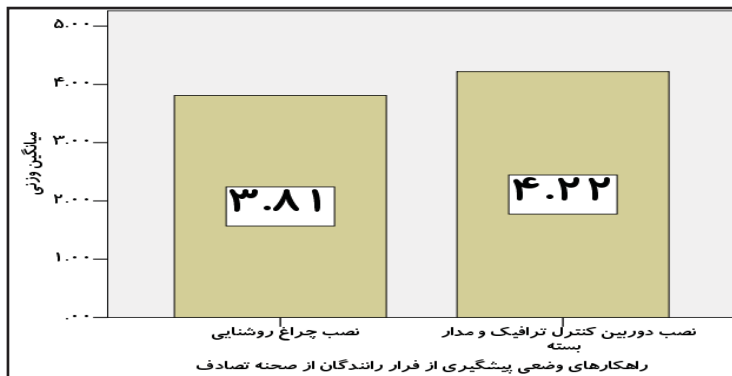 ۵.۰۰
۴.۰۰
۳.۰۰
۲.۰۰
۱.۰۰
.۰۰
میانگین وزنی
۳.۸۱
۴.۲۲
نصب چراغ روشنایی
نصب دوربین کنترل ترافیک و مدار
بسته
راهکارهای وضعی پیشگیری از فرار رانندگان از صحنه تصادف